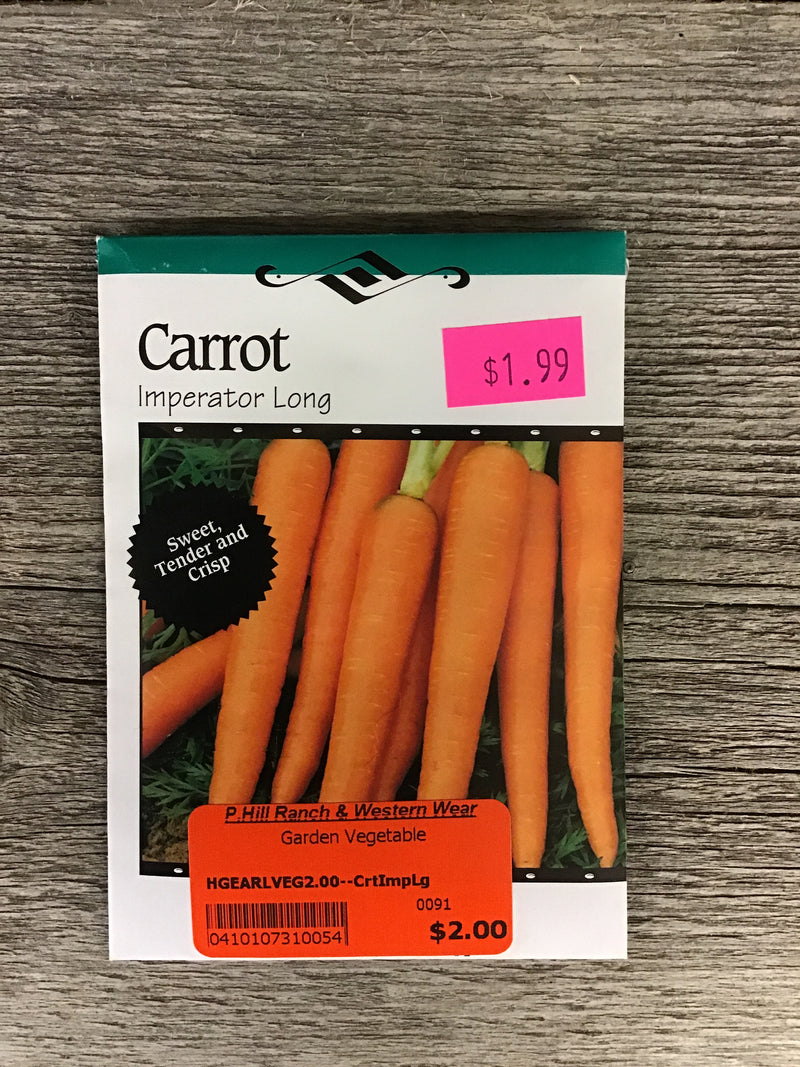 Carrot
Imperator Long
$1.99
Sweet,
Tender and
Crisp
P.Hill Ranch & Western Wear
Garden Vegetable
HGEARLVEG2.00--CrtImpLg
0091
0410107310054
$2.00